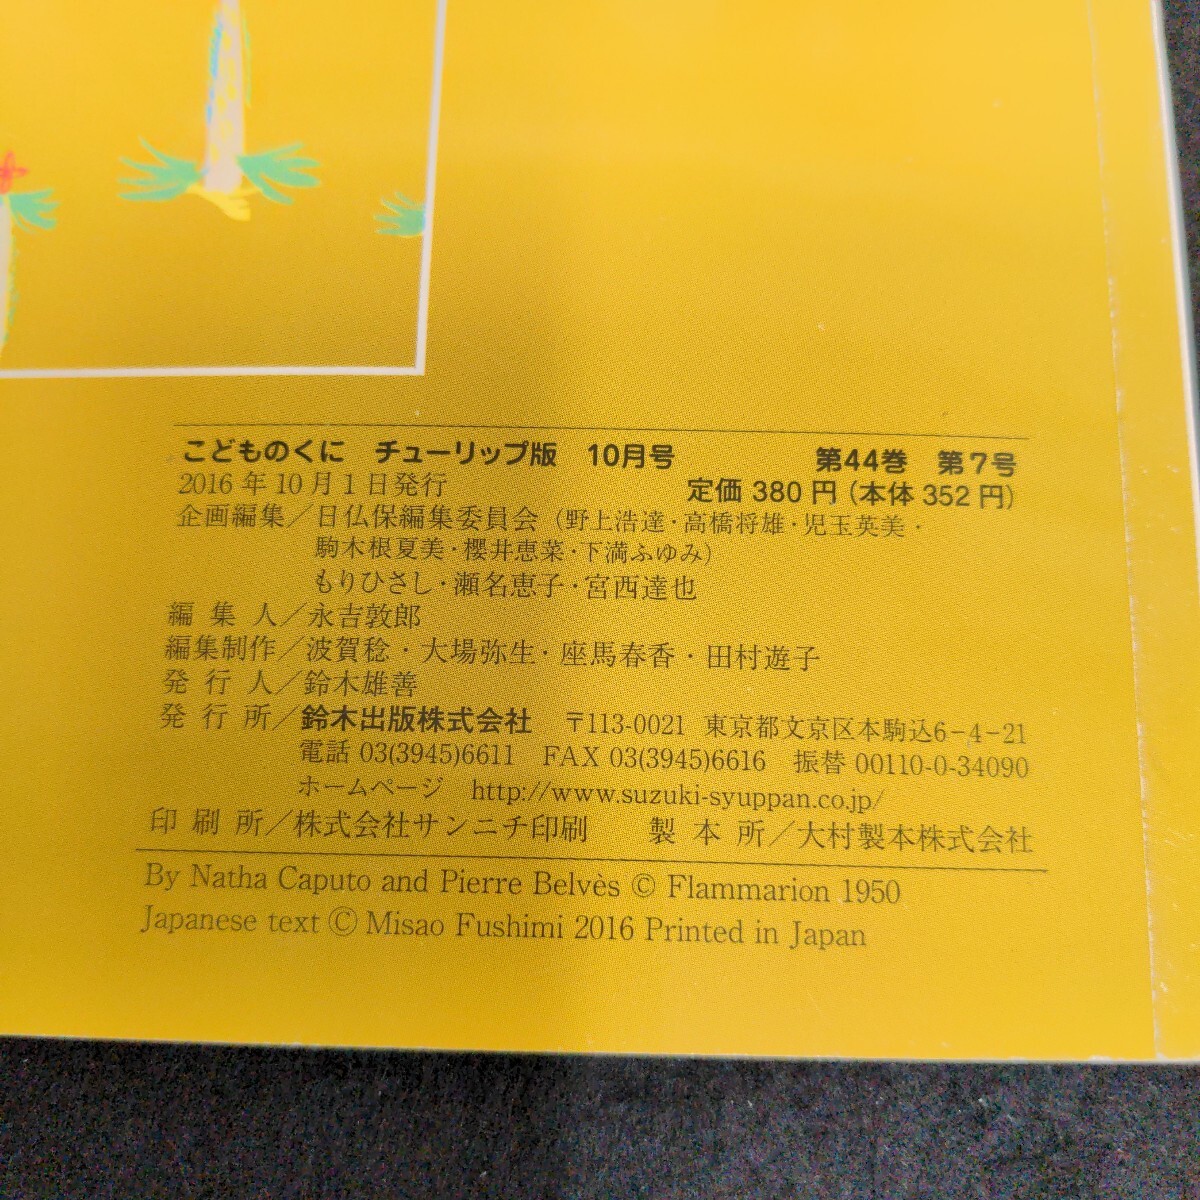 こどものくに　チューリップ版　10月号　第44巻　第7号
2016年10月1日発行　定価 380円（本体 352円）
企画編集／日仏保編集委員会（野上浩達・高橋将雄・児玉英美・
駒木根夏美・櫻井恵菜・下満ふゆみ）
もりひさし・瀬名恵子・宮西達也
編集人／永吉敦郎
編集制作／波賀稔・大場弥生・座馬春香・田村遊子
発行人／鈴木雄善
発行所／鈴木出版株式会社　〒113-0021　東京都文京区本駒込6-4-21
電話 03(3945)6611　FAX 03(3945)6616　振替 00110-0-34090
ホームページ　http://www.suzuki-syuppan.co.jp/
印刷所／株式会社サンニチ印刷　製本所／大村製本株式会社
By Natha Caputo and Pierre Belvès © Flammarion 1950
Japanese text © Misao Fushimi 2016 Printed in Japan